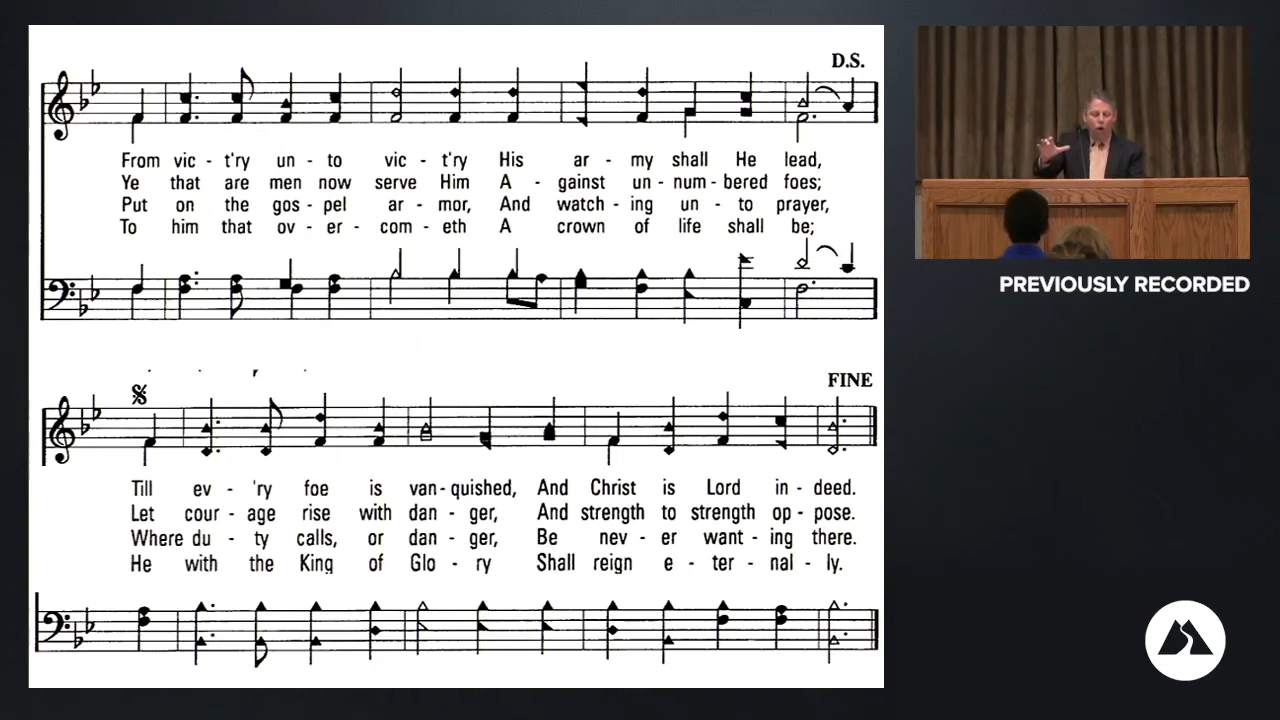 D.S.
From vic - t'ry un - to vic - t'ry His ar - my shall He lead,
Ye that are men now serve Him A - gainst un - num - bered foes;
Put on the gos - pel ar - mor, And watch - ing un - to prayer,
To him that ov - er - com - eth A crown of life shall be;
PREVIOUSLY RECORDED
FINE
Till ev - 'ry foe is van - quished, And Christ is Lord in - deed.
Let cour - age rise with dan - ger, And strength to strength op - pose.
Where du - ty calls, or dan - ger, Be nev - er want - ing there.
He with the King of Glo - ry Shall reign e - ter - nal - ly.